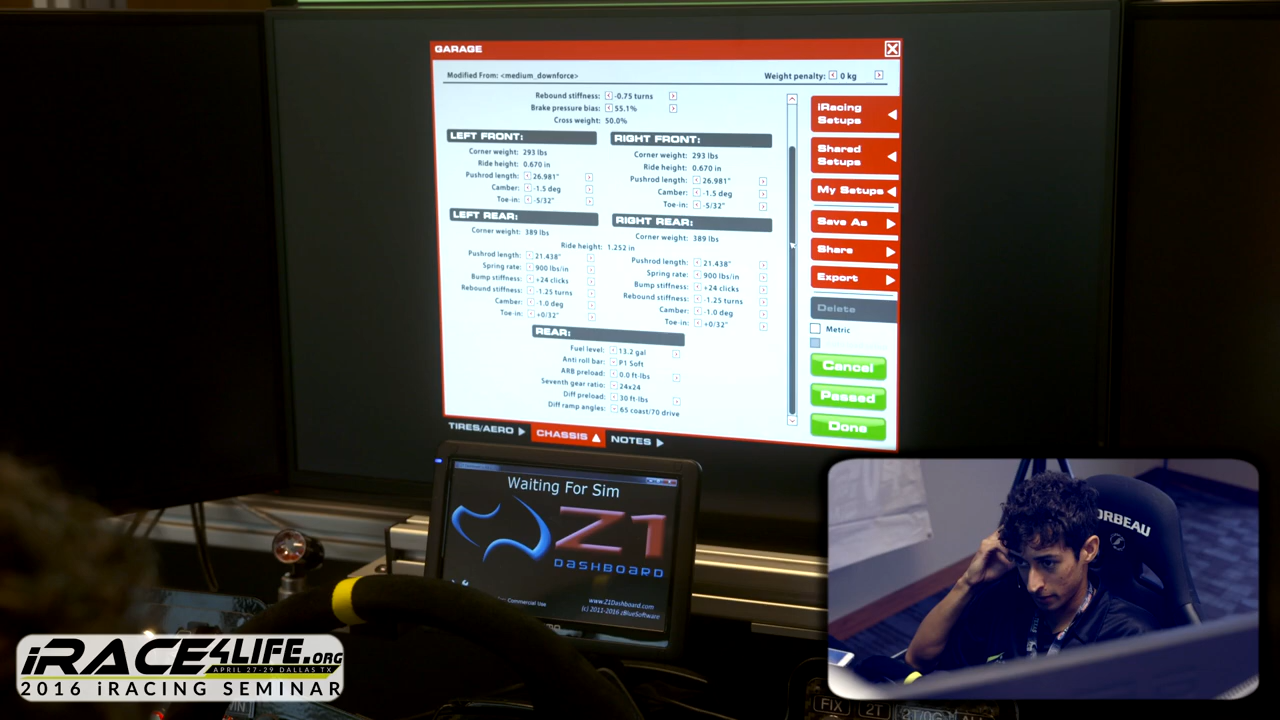 GARAGE
Modified From: <medium_downforce>
Weight penalty: 0 kg
Rebound stiffness: -0.75 turns
Brake pressure bias: 55.1%
Cross weight: 50.0%
LEFT FRONT:
Corner weight: 293 lbs
Ride height: 0.670 in
Pushrod length: 26.981"
Camber: -1.5 deg
Toe-in: -5/32"
RIGHT FRONT:
Corner weight: 293 lbs
Ride height: 0.670 in
Pushrod length: 26.981"
Camber: -1.5 deg
Toe-in: -5/32"
LEFT REAR:
Corner weight: 389 lbs
RIGHT REAR:
Corner weight: 389 lbs
Ride height: 1.252 in
Pushrod length: 21.438"
Spring rate: 900 lbs/in
Bump stiffness: +24 clicks
Rebound stiffness: -1.25 turns
Camber: -1.0 deg
Toe-in: +0/32"
Pushrod length: 21.438"
Spring rate: 900 lbs/in
Bump stiffness: +24 clicks
Rebound stiffness: -1.25 turns
Camber: -1.0 deg
Toe-in: +0/32"
REAR:
Fuel level: 13.2 gal
Anti roll bar: P1 Soft
ARB preload: 0.0 ft-lbs
Seventh gear ratio: 24x24
Diff preload: 30 ft-lbs
Diff ramp angles: 65 coast/70 drive
iRacing Setups
Shared Setups
My Setups
Save As
Share
Export
Delete
Metric
Cancel
Passed
Done
TIRES/AERO
CHASSIS
NOTES
Waiting For Sim
Z1
DASHBOARD
Commercial Use
www.Z1Dashboard.com
(c) 2011-2016 zBlueSoftware
ORBEAU
iRACE4LIFE.ORG
APRIL 27-29 DALLAS TX
2016 iRACING SEMINAR
FIX
2T
2T/0G